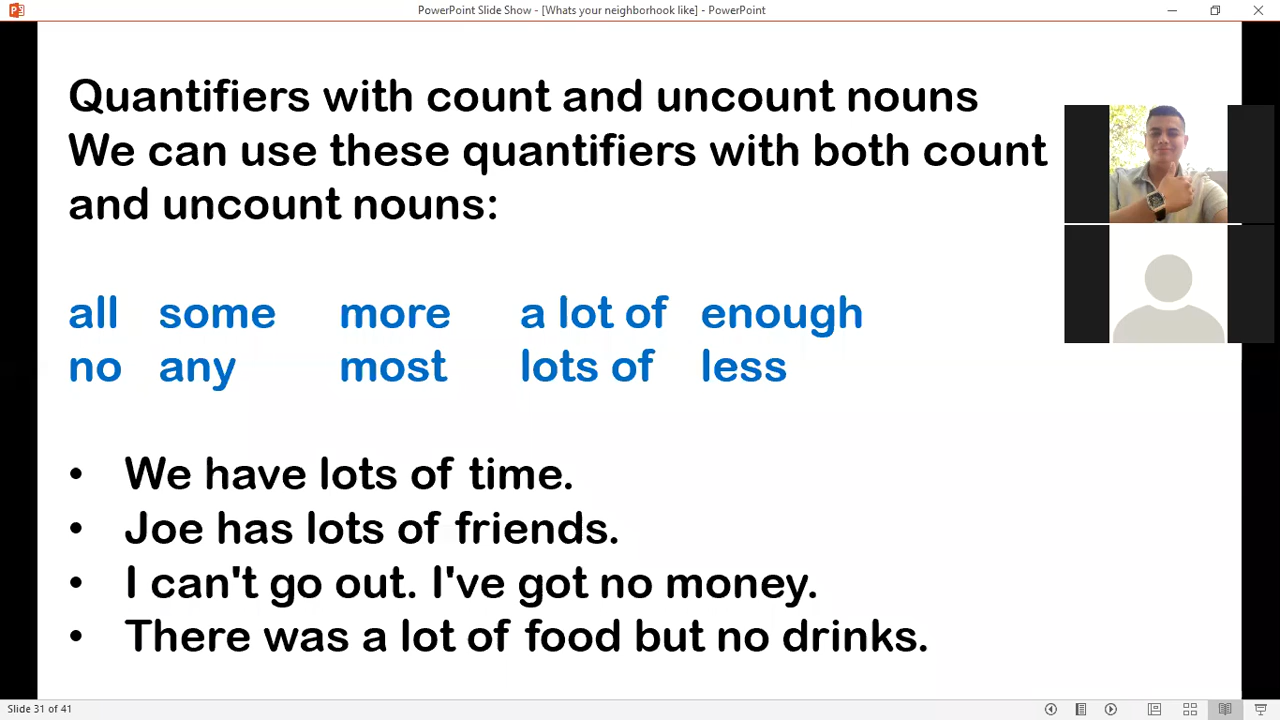 PowerPoint Slide Show - [Whats your neighborhook like] - PowerPoint
Quantifiers with count and uncount nouns
We can use these quantifiers with both count
and uncount nouns:
all some more a lot of enough
no any most lots of less
• We have lots of time.
• Joe has lots of friends.
• I can't go out. I've got no money.
• There was a lot of food but no drinks.
Slide 31 of 41